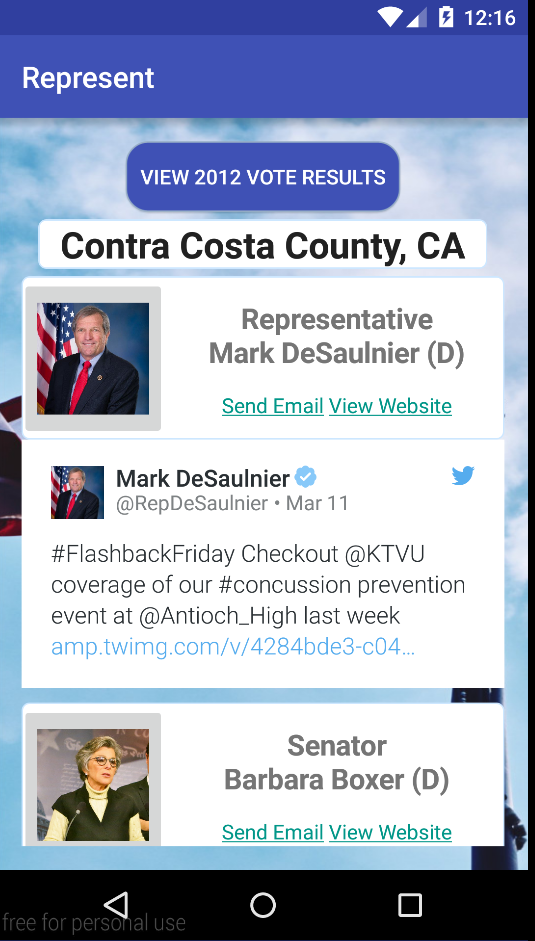 12:16
Represent
VIEW 2012 VOTE RESULTS
Contra Costa County, CA
Representative
Mark DeSaulnier (D)
Send Email View Website
Mark DeSaulnier
@RepDeSaulnier • Mar 11
#FlashbackFriday Checkout @KTVU
coverage of our #concussion prevention
event at @Antioch_High last week
amp.twimg.com/v/4284bde3-c04…
Senator
Barbara Boxer (D)
Send Email View Website
free for personal use